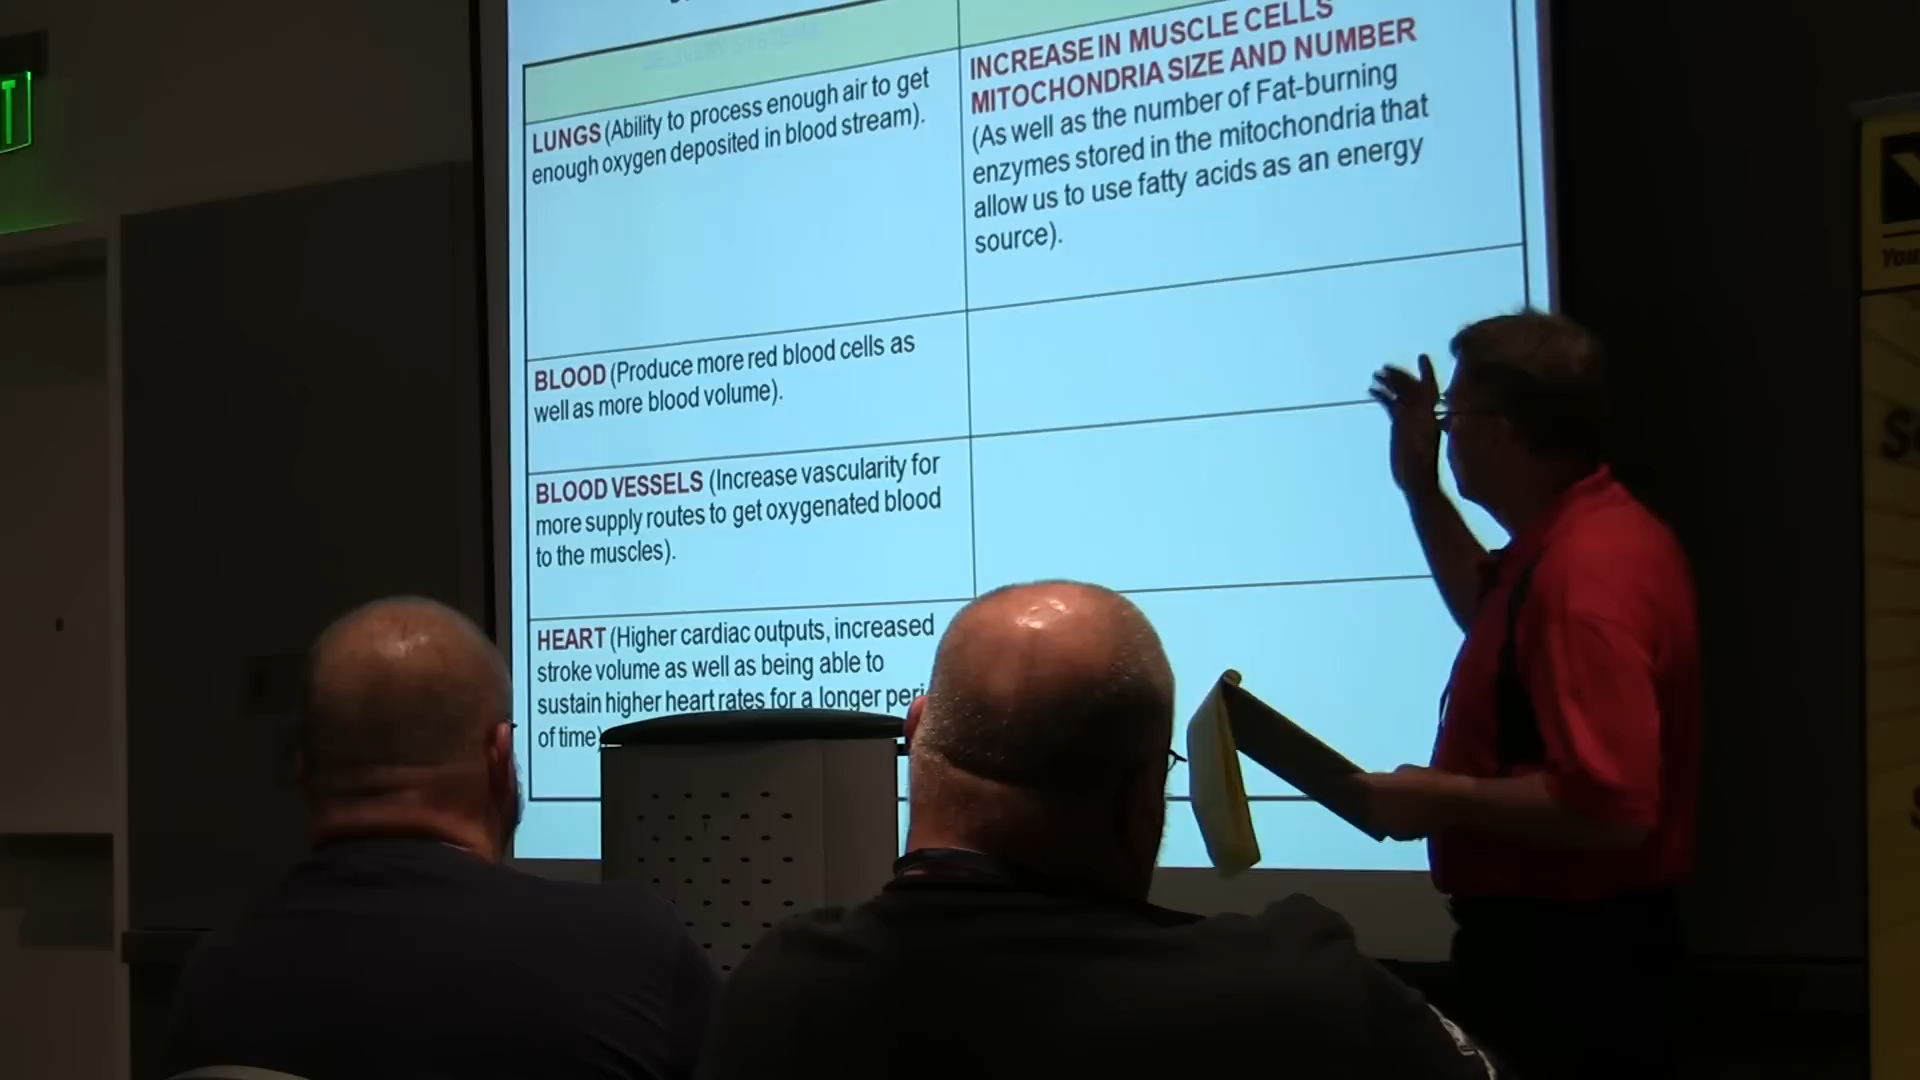 DELIVERY SYSTEMS
LUNGS (Ability to process enough air to get
enough oxygen deposited in blood stream).
INCREASE IN MUSCLE CELLS
MITOCHONDRIA SIZE AND NUMBER
(As well as the number of Fat-burning
enzymes stored in the mitochondria that
allow us to use fatty acids as an energy
source).
BLOOD (Produce more red blood cells as
well as more blood volume).
BLOOD VESSELS (Increase vascularity for
more supply routes to get oxygenated blood
to the muscles).
HEART (Higher cardiac outputs, increased
stroke volume as well as being able to
sustain higher heart rates for a longer peri
of time)
T
You